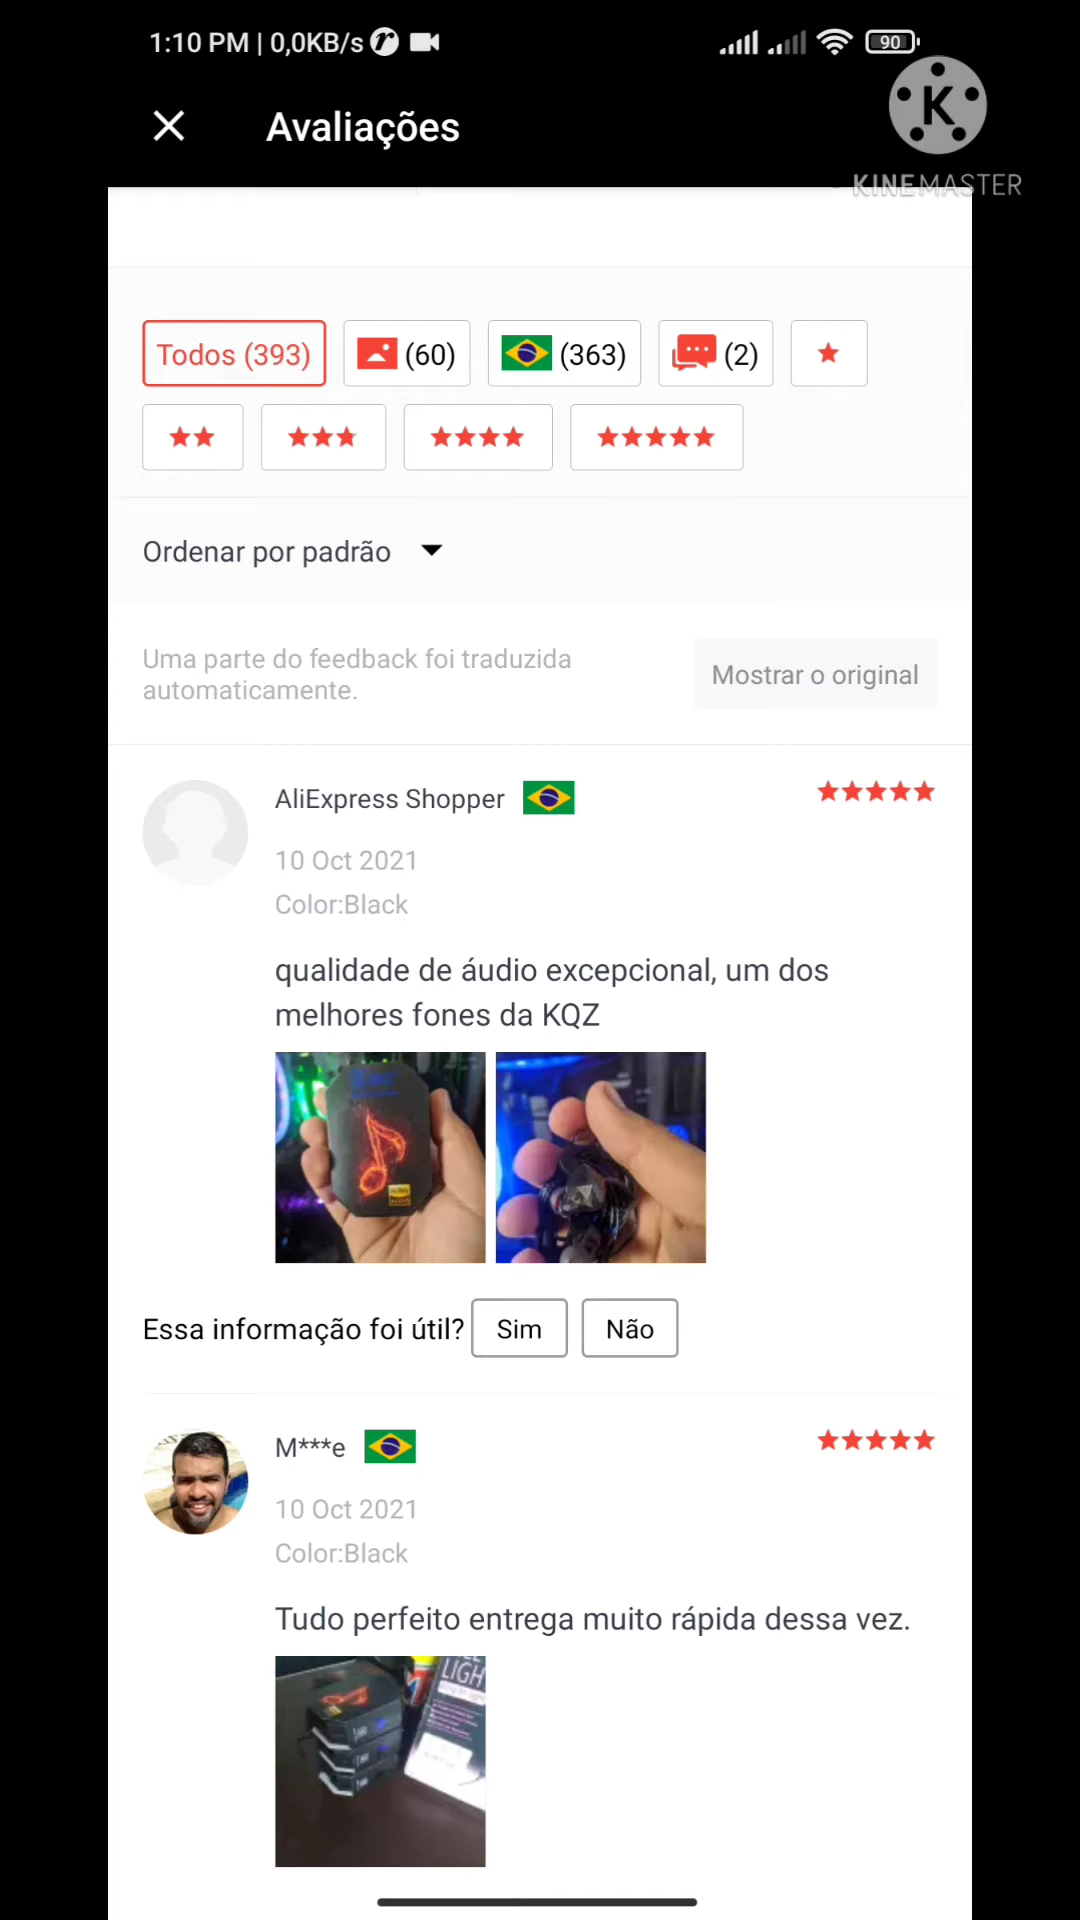 1:10 PM | 0,0KB/s
90
K
KINEMASTER
Avaliações
Todos (393)
(60)
(363)
(2)
Ordenar por padrão
Uma parte do feedback foi traduzida
automaticamente.
Mostrar o original
AliExpress Shopper
10 Oct 2021
Color:Black
qualidade de áudio excepcional, um dos
melhores fones da KQZ
Essa informação foi útil?
Sim
Não
M***e
10 Oct 2021
Color:Black
Tudo perfeito entrega muito rápida dessa vez.
LIGH